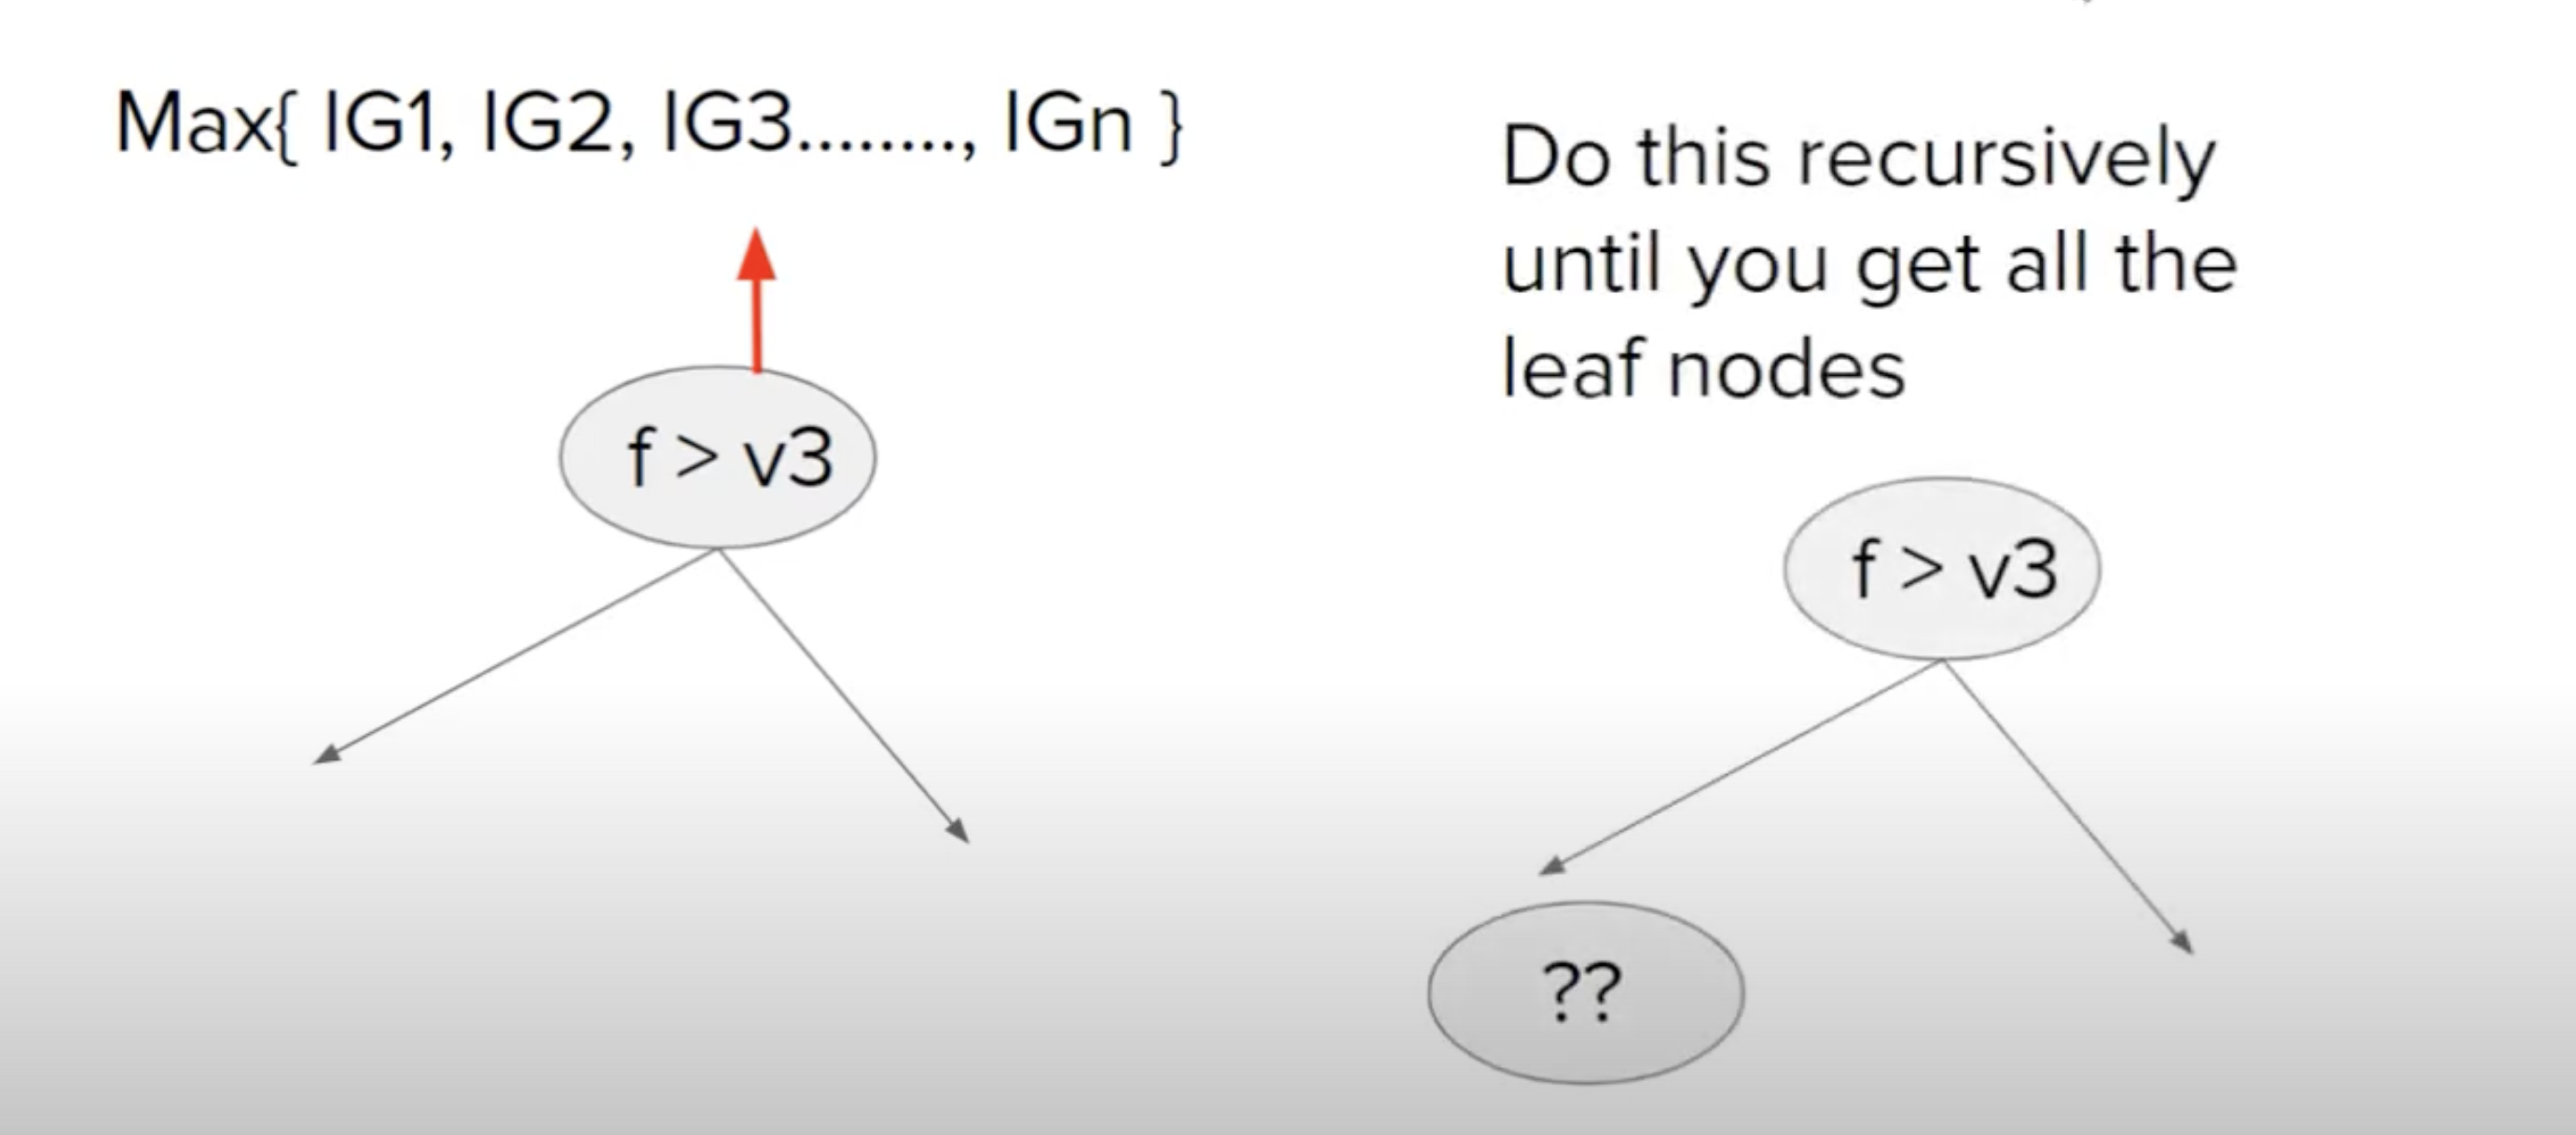 Max{ IG1, IG2, IG3........, IGn }
f > v3
Do this recursively
until you get all the
leaf nodes
f > v3
??